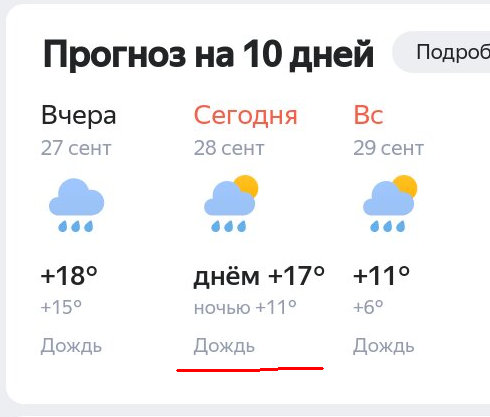 Прогноз на 10 дней
Подроб
Вчера
27 сент
+18°
+15°
Дождь
Сегодня
28 сент
днём +17°
ночью +11°
Дождь
Вс
29 сент
+11°
+6°
Дождь